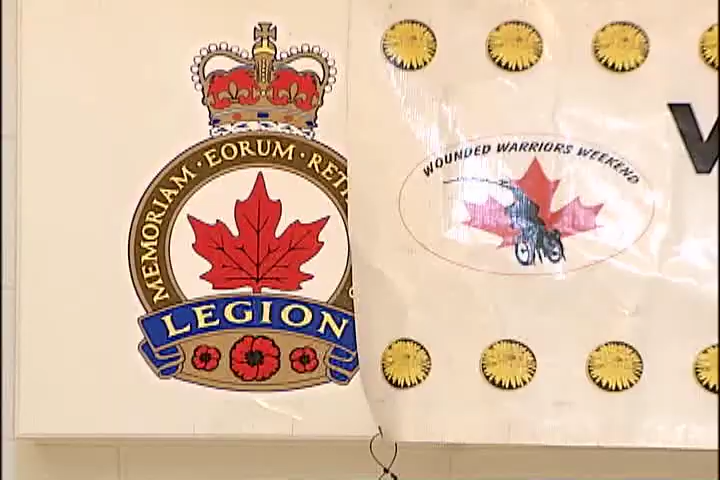 MEMORIAM · EORUM · RET
LEGION
WOUNDED WARRIORS WEEKEND